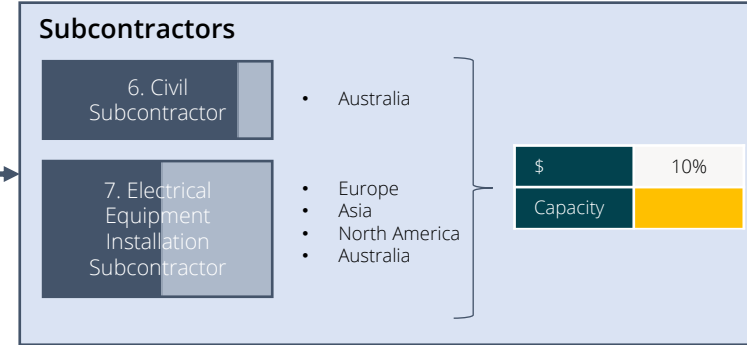 Subcontractors
6. Civil
Subcontractor
• Australia
7. Electrical
Equipment
Installation
Subcontractor
• Europe
• Asia
• North America
• Australia
$ 10%
Capacity